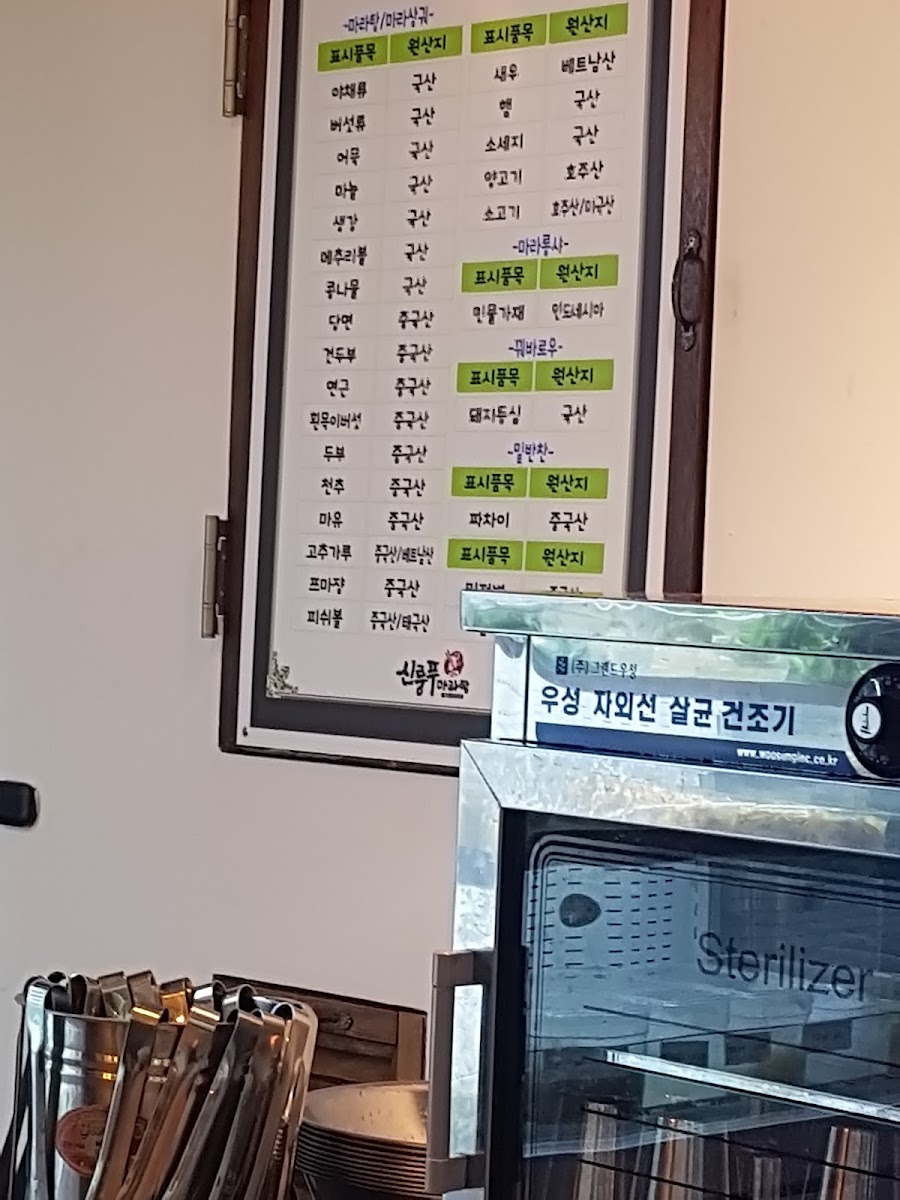 -마라탕/마라샹궈-
표시품목 원산지
야채류 국산
버섯류 국산
어묵 국산
마늘 국산
생강 국산
메추리볼 국산
콩나물 국산
당면 중국산
건두부 중국산
연근 중국산
흰목이버섯 중국산
두부 중국산
천추 중국산
마유 중국산
고추가루 중국산/베트남산
프마쟝 중국산
피쉬볼 중국산/태국산
표시품목 원산지
새우 베트남산
햄 국산
소세지 국산
양고기 호주산
소고기 호주산/미국산
-마라롱샤-
표시품목 원산지
민물가재 인도네시아
-꿔바로우-
표시품목 원산지
돼지등심 국산
-밑반찬-
표시품목 원산지
짜차이 중국산
표시품목 원산지
신룽푸
마라탕
(주)그랜드우성
우성 자외선 살균 건조기
www.woosunginc.co.kr
Sterilizer